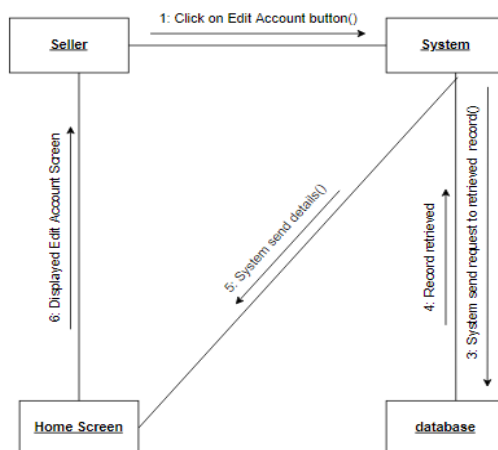 1: Click on Edit Account button()
Seller
System
6: Displayed Edit Account Screen
5: System send details()
4: Record retrieved
3: System send request to retrieved record()
Home Screen
database